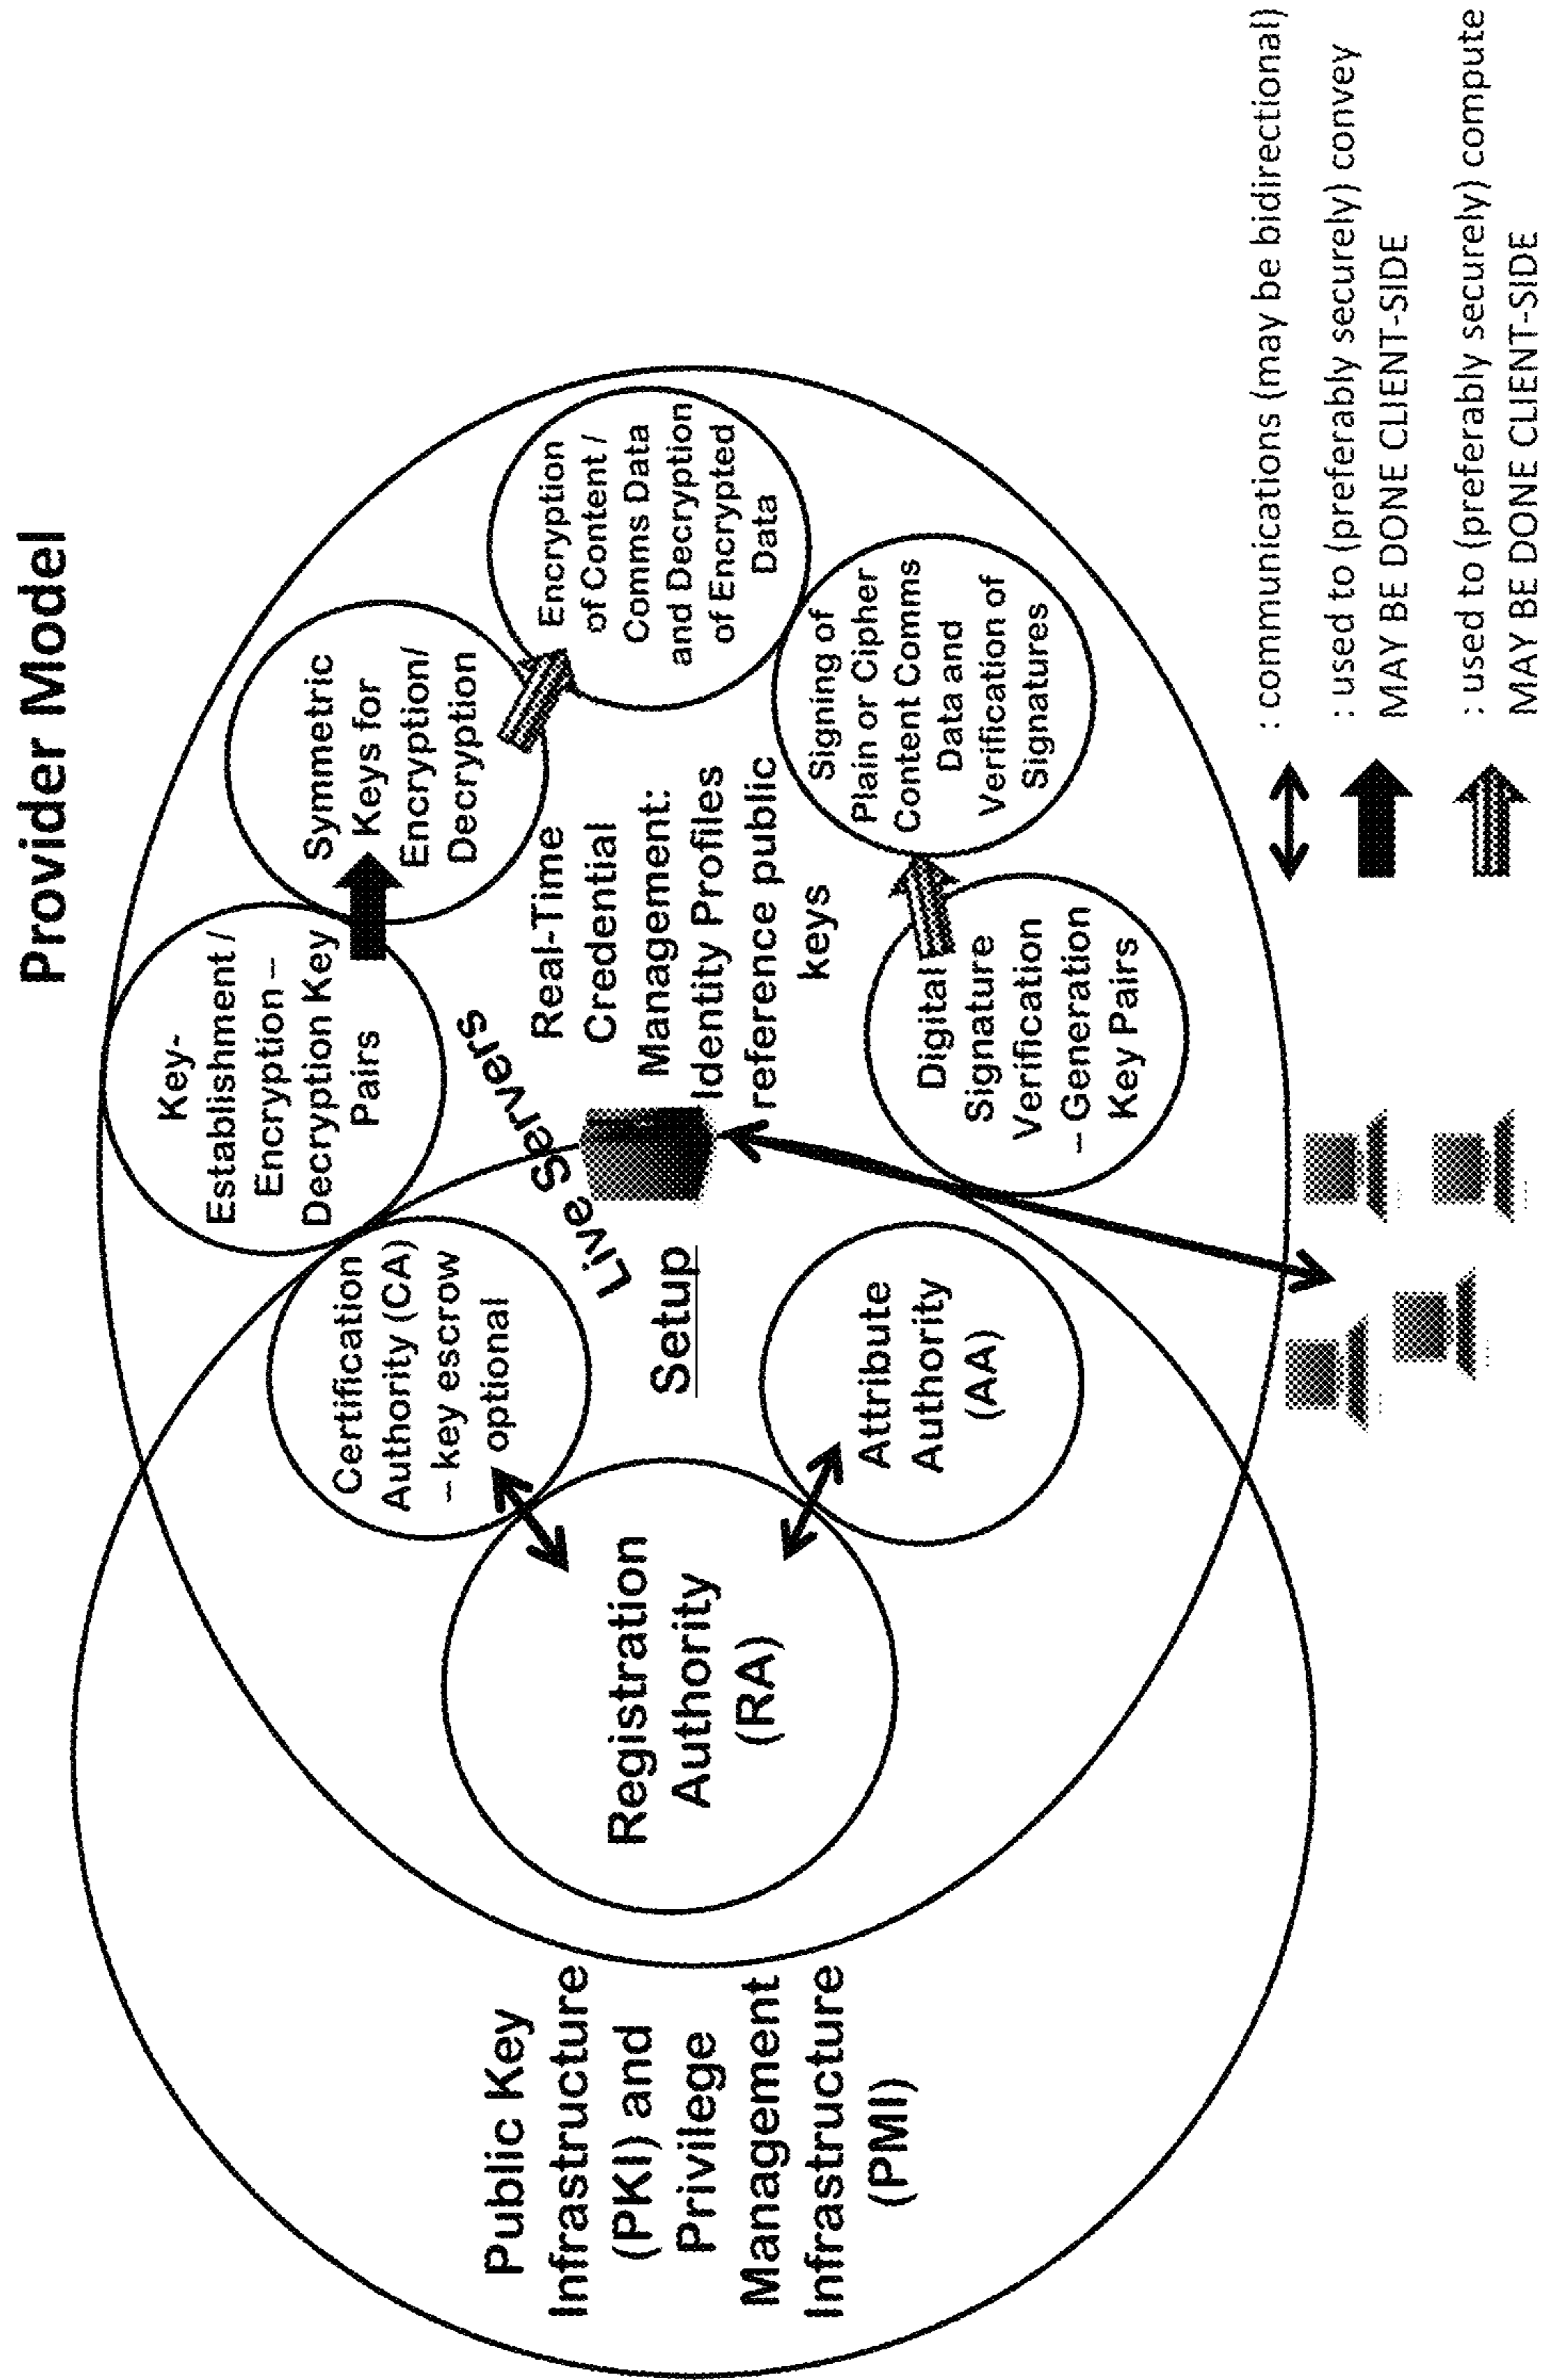 Provider Model
Public Key
Infrastructure
(PKI) and
Privilege
Management
Infrastructure
(PMI)
Registration
Authority
(RA)
Certification
Authority (CA)
– key escrow
optional
Setup
Attribute
Authority
(AA)
Live Servers
Key-
Establishment /
Encryption –
Decryption Key
Pairs
Symmetric
Keys for
Encryption/
Decryption
Encryption
of Content /
Comms Data
and Decryption
of Encrypted
Data
Real-Time
Credential
Management:
Identity Profiles
reference public
keys
Digital
Signature
Verification
– Generation
Key Pairs
Signing of
Plain or Cipher
Content Comms
Data and
Verification of
Signatures
: communications (may be bidirectional)
: used to (preferably securely) convey
MAY BE DONE CLIENT-SIDE
: used to (preferably securely) compute
MAY BE DONE CLIENT-SIDE